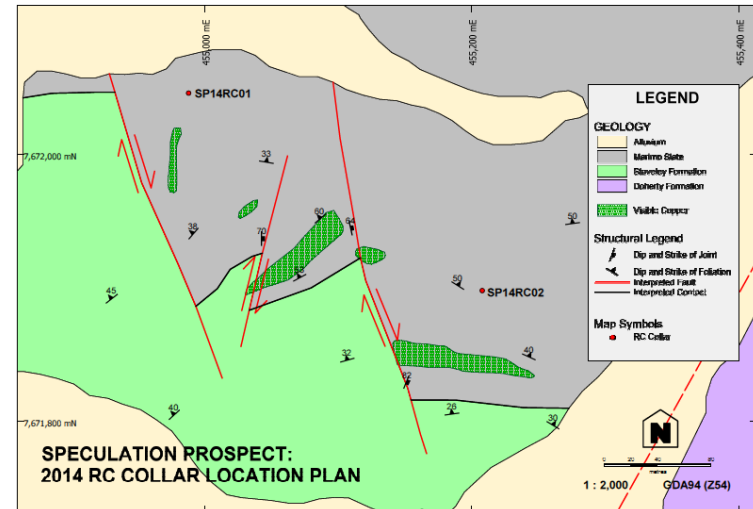 455,000 mE
455,200 mE
455,400 mE
7,672,000 mN
7,671,800 mN
SP14RC01
33
38
70
60
64
53
50
45
50
SP14RC02
32
40
82
40
26
30
LEGEND
GEOLOGY
Alluvium
Marimo Slate
Staveley Formation
Doherty Formation
Visible Copper
Structural Legend
Dip and Strike of Joint
Dip and Strike of Foliation
Interpreted Fault
Interpreted Contact
Map Symbols
RC Collar
N
0 20 40 60 80
metres
1 : 2,000 GDA94 (Z54)
SPECULATION PROSPECT:
2014 RC COLLAR LOCATION PLAN